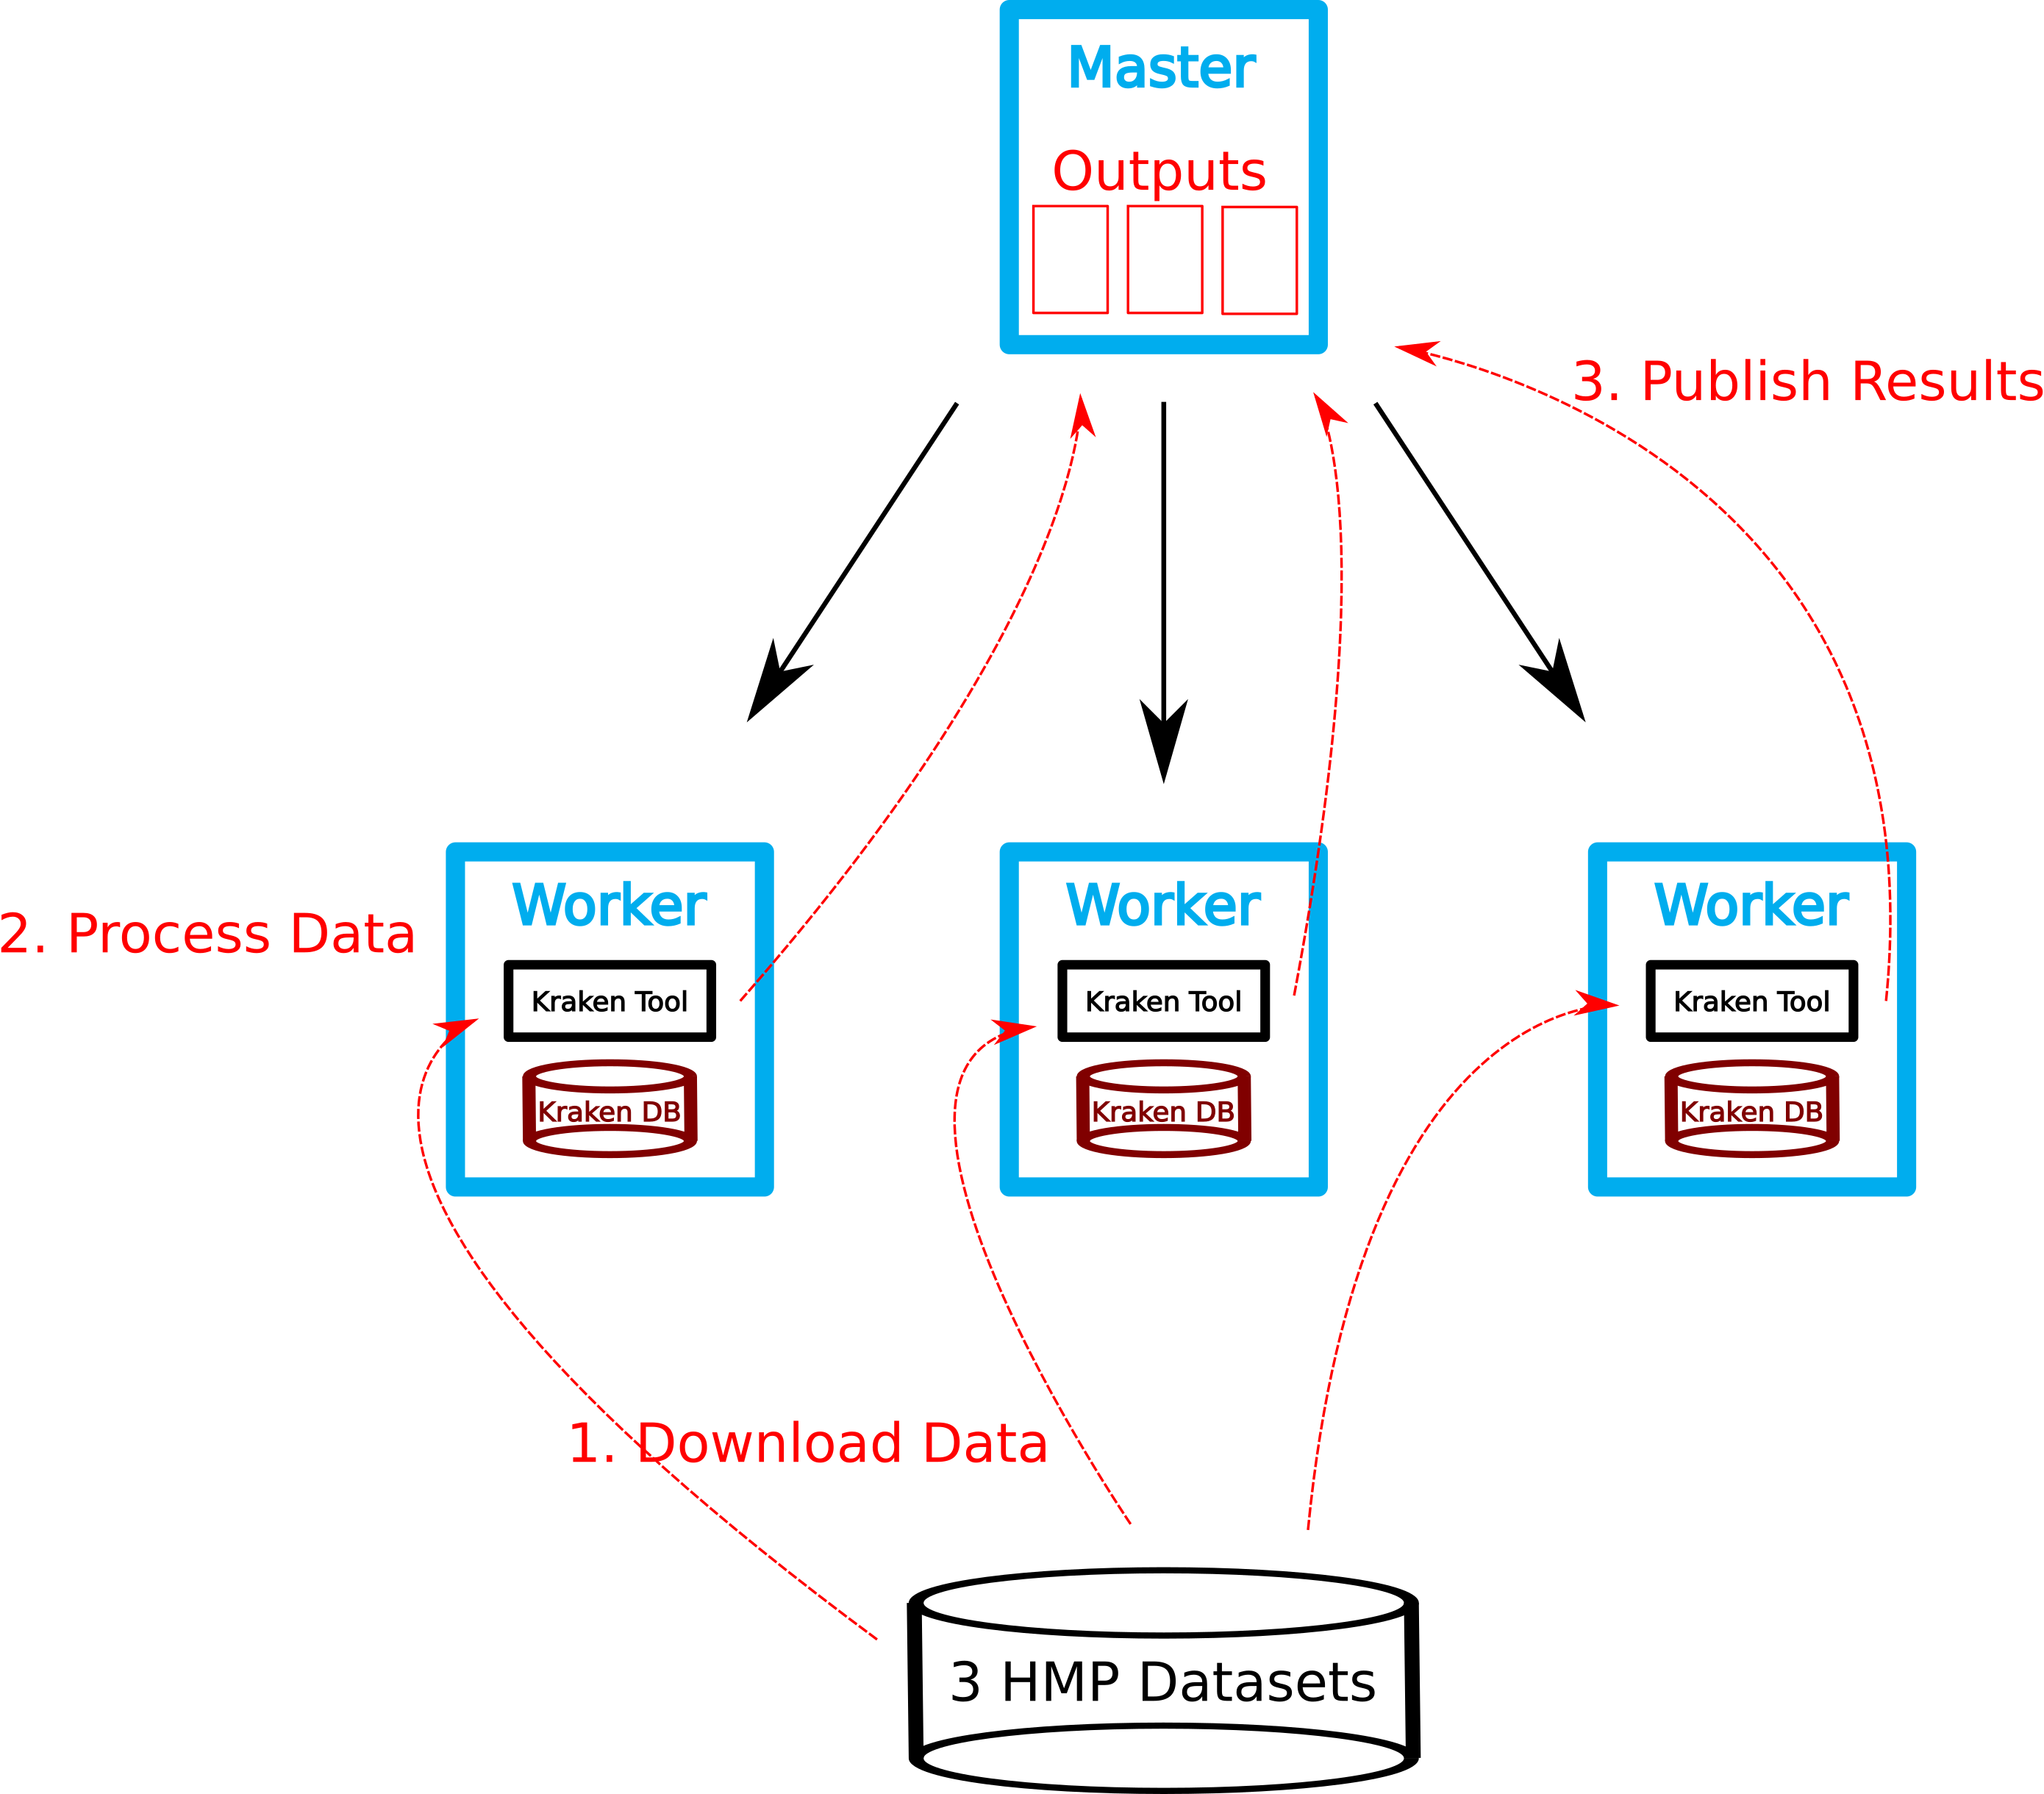 Master
Outputs
3. Publish Results
2. Process Data
Worker
Kraken Tool
Kraken DB
Worker
Kraken Tool
Kraken DB
Worker
Kraken Tool
Kraken DB
1. Download Data
3 HMP Datasets